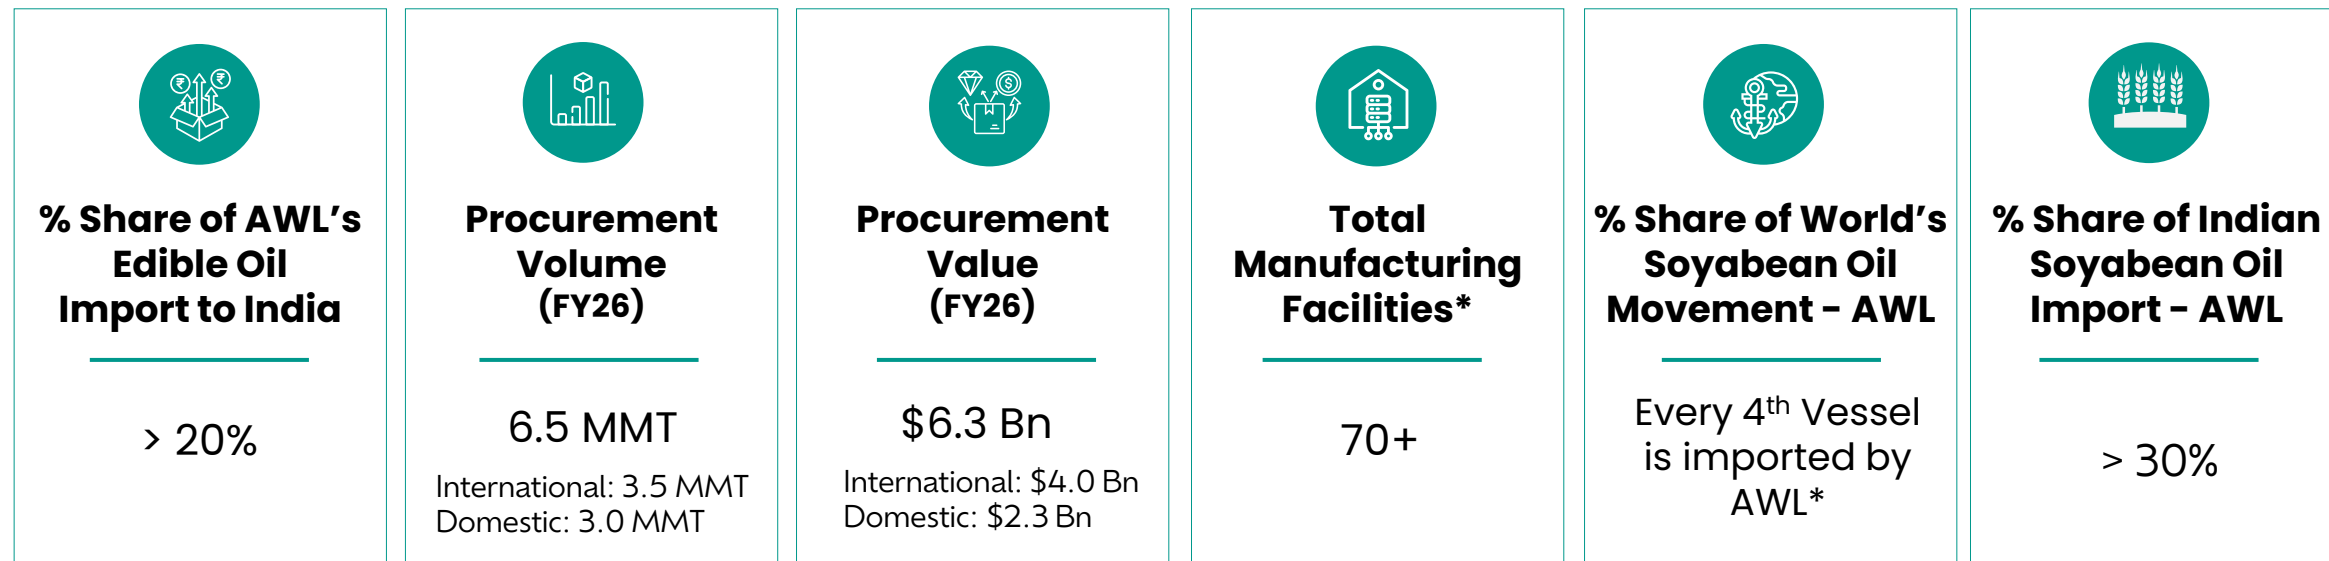 % Share of AWL’s
Edible Oil
Import to India
> 20%
Procurement
Volume
(FY26)
6.5 MMT
International: 3.5 MMT
Domestic: 3.0 MMT
Procurement
Value
(FY26)
$6.3 Bn
International: $4.0 Bn
Domestic: $2.3 Bn
Total
Manufacturing
Facilities*
70+
% Share of World’s
Soyabean Oil
Movement - AWL
Every 4th Vessel
is imported by
AWL*
% Share of Indian
Soyabean Oil
Import - AWL
> 30%